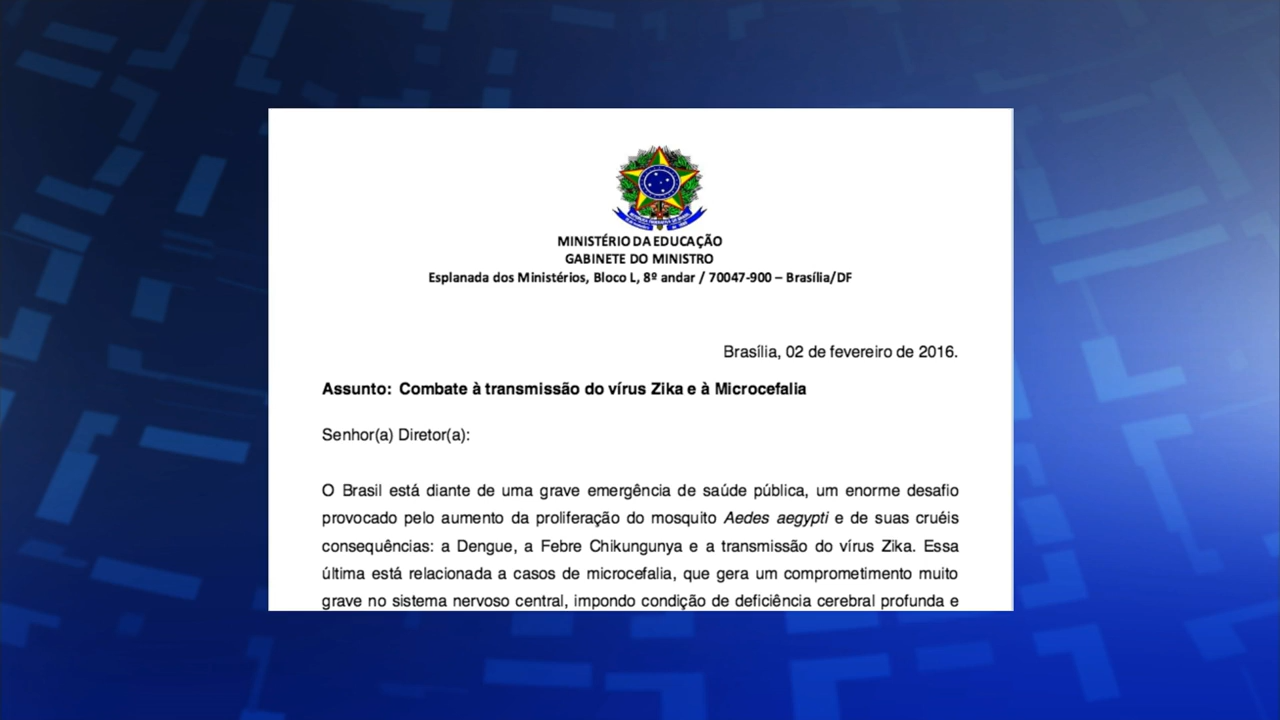 MINISTÉRIO DA EDUCAÇÃO
GABINETE DO MINISTRO
Esplanada dos Ministérios, Bloco L, 8º andar / 70047-900 – Brasília/DF
Brasília, 02 de fevereiro de 2016.
Assunto: Combate à transmissão do vírus Zika e à Microcefalia
Senhor(a) Diretor(a):
O Brasil está diante de uma grave emergência de saúde pública, um enorme desafio
provocado pelo aumento da proliferação do mosquito Aedes aegypti e de suas cruéis
consequências: a Dengue, a Febre Chikungunya e a transmissão do vírus Zika. Essa
última está relacionada a casos de microcefalia, que gera um comprometimento muito
grave no sistema nervoso central, impondo condição de deficiência cerebral profunda e